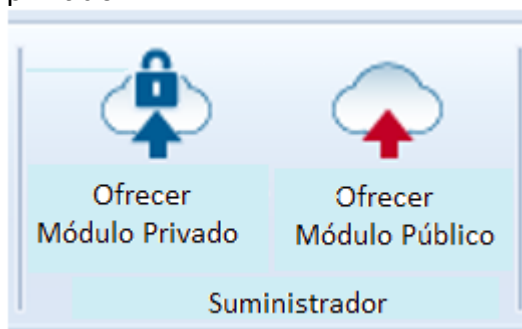 Ofrecer
Módulo Privado
Ofrecer
Módulo Público
Suministrador